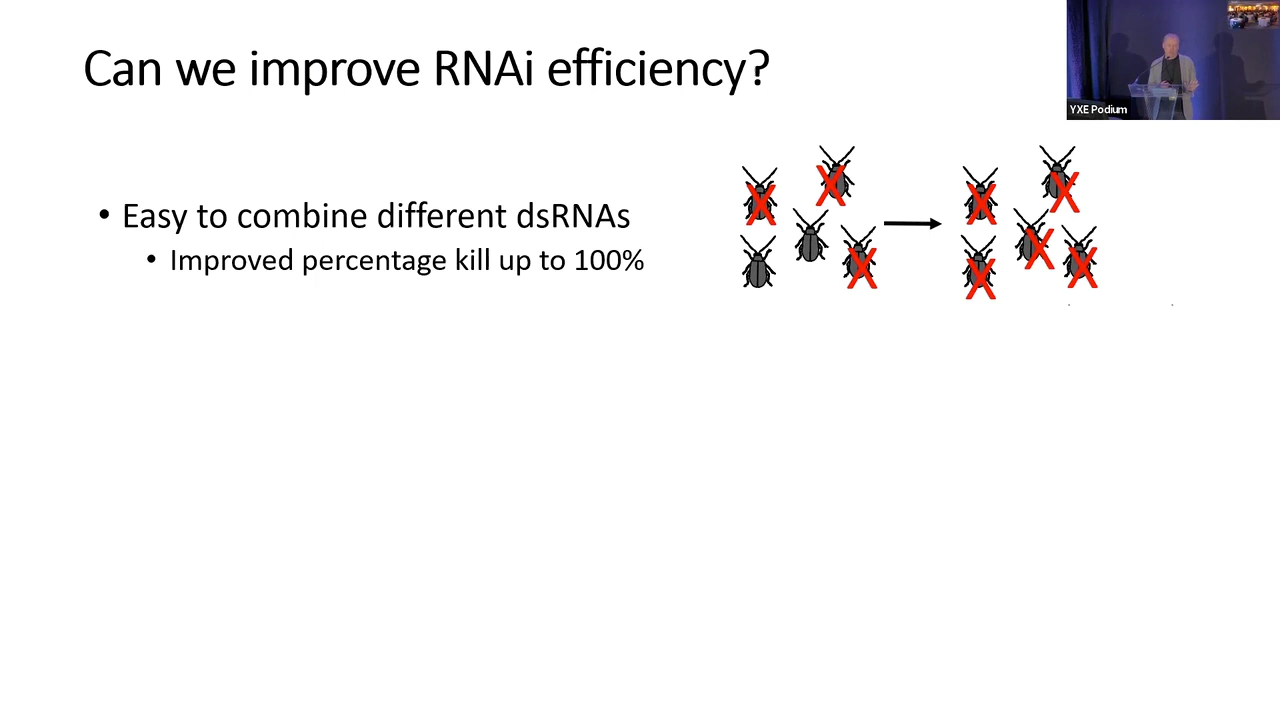 Can we improve RNAi efficiency?
YXE Podium
• Easy to combine different dsRNAs
• Improved percentage kill up to 100%